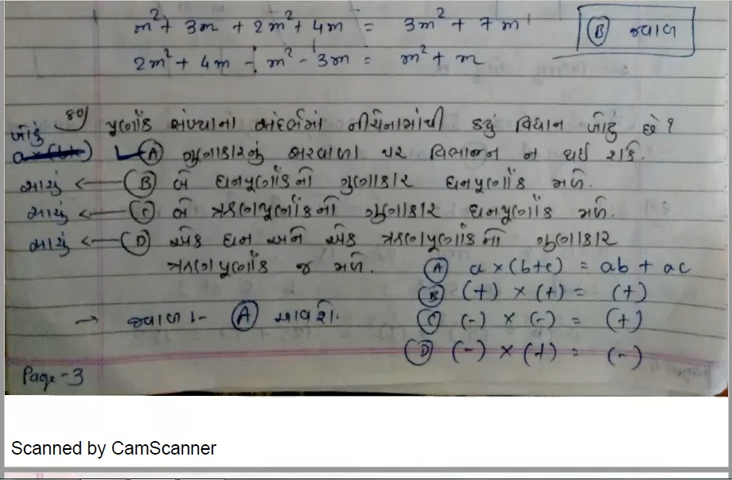 m² + 3m + 2m² + 4m = 3m² + 7m
(B) જવાબ
2m² + 4m - m² - 3m = m² + m
80) પૂર્ણાંક સંખ્યાના સંદર્ભમાં નીચેનામાંથી કયું વિધાન ખોટું છે?
ખોટું (A) ગુણાકારનું સરવાળા પર વિભાજન ન થઈ શકે.
સાચું ← (B) બે ધનપૂર્ણાંકની ગુણાકાર ધનપૂર્ણાંક મળે.
સાચું ← (C) બે ઋણપૂર્ણાંકની ગુણાકાર ધનપૂર્ણાંક મળે.
સાચું ← (D) એક ધન અને એક ઋણપૂર્ણાંકની ગુણાકાર
ઋણપૂર્ણાંક જ મળે.
(A) a × (b+c) = ab + ac
(B) (+) × (+) = (+)
→ જવાબ :- (A) આવશે.
(C) (-) × (-) = (+)
(D) (-) × (+) = (-)
Page-3
Scanned by CamScanner